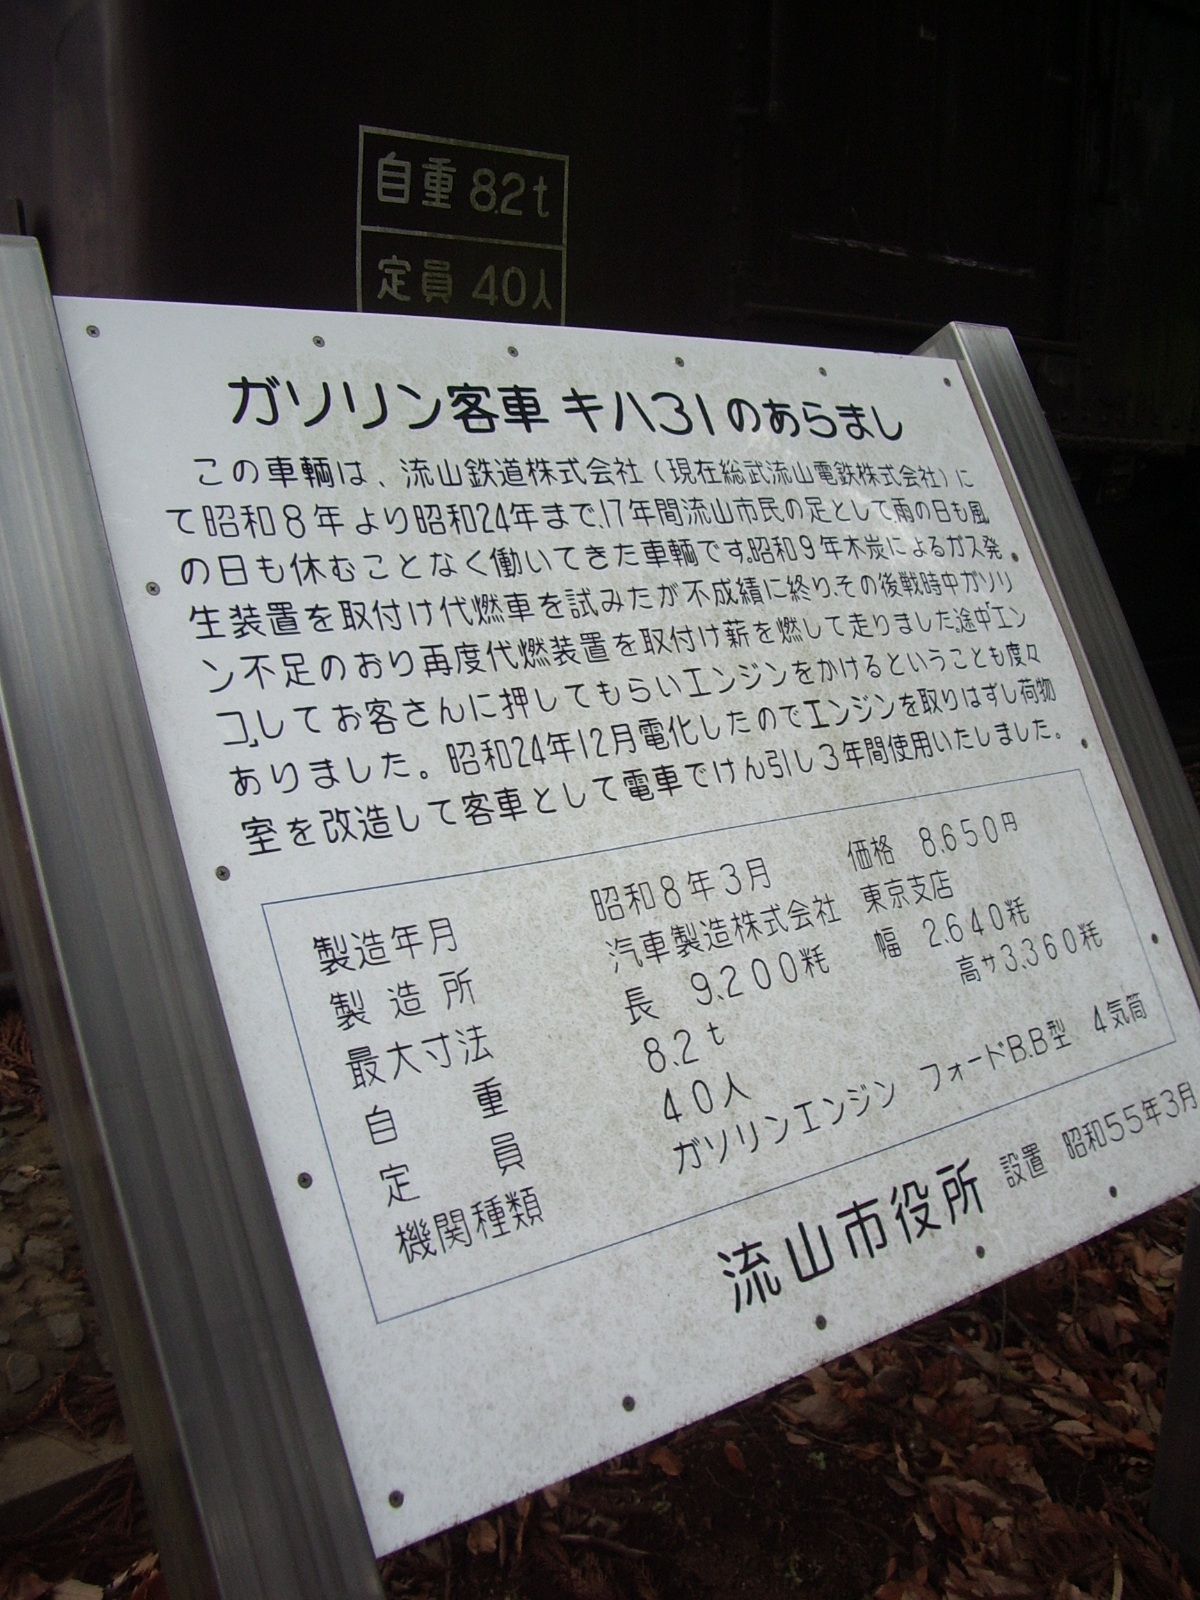 自重 8.2t
定員 40人
ガソリン客車 キハ31のあらまし
この車輌は、流山鉄道株式会社(現在総武流山電鉄株式会社)に
て昭和8年より昭和24年まで、17年間流山市民の足として雨の日も風
の日も休むことなく働いてきた車輌です。昭和9年木炭によるガス発
生装置を取付け代燃車を試みたが不成績に終り、その後戦時中ガソリ
ン不足のおり再度代燃装置を取付け薪を燃して走りました。途中「エン
コ」してお客さんに押してもらいエンジンをかけるということも度々
ありました。昭和24年12月電化したのでエンジンを取りはずし荷物
室を改造して客車として電車でけん引し3年間使用いたしました。
製造年月 昭和8年3月 価格 8.650円
製造所 汽車製造株式会社 東京支店
最大寸法 長 9.200粍 幅 2.640粍
高サ3.360粍
自重 8.2t
定員 40人
機関種類 ガソリンエンジン フォードB.B型 4気筒
流山市役所 設置 昭和55年3月